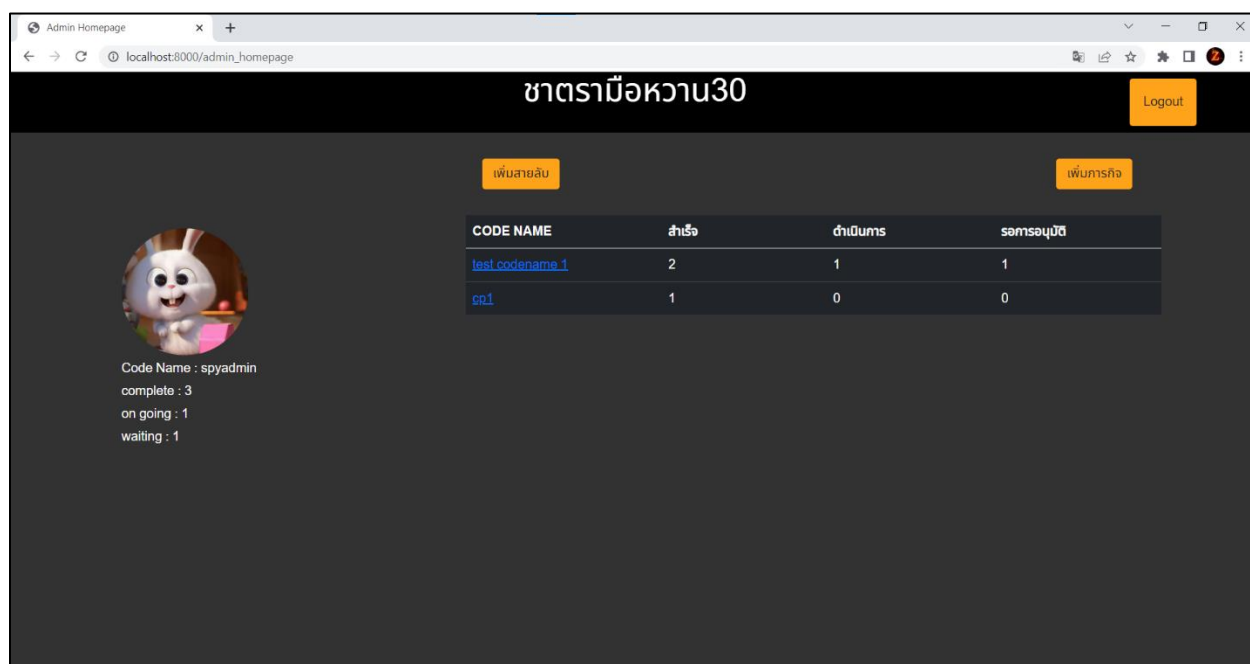 Admin Homepage
localhost:8000/admin_homepage
Z
ชาตรามือหวาน30
Logout
เพิ่มสายลับ
เพิ่มภารกิจ
CODE NAME สำเร็จ ดำเนินการ รอการอนุมัติ
test codename 1 2 1 1
cp1 1 0 0
Code Name : spyadmin
complete : 3
on going : 1
waiting : 1